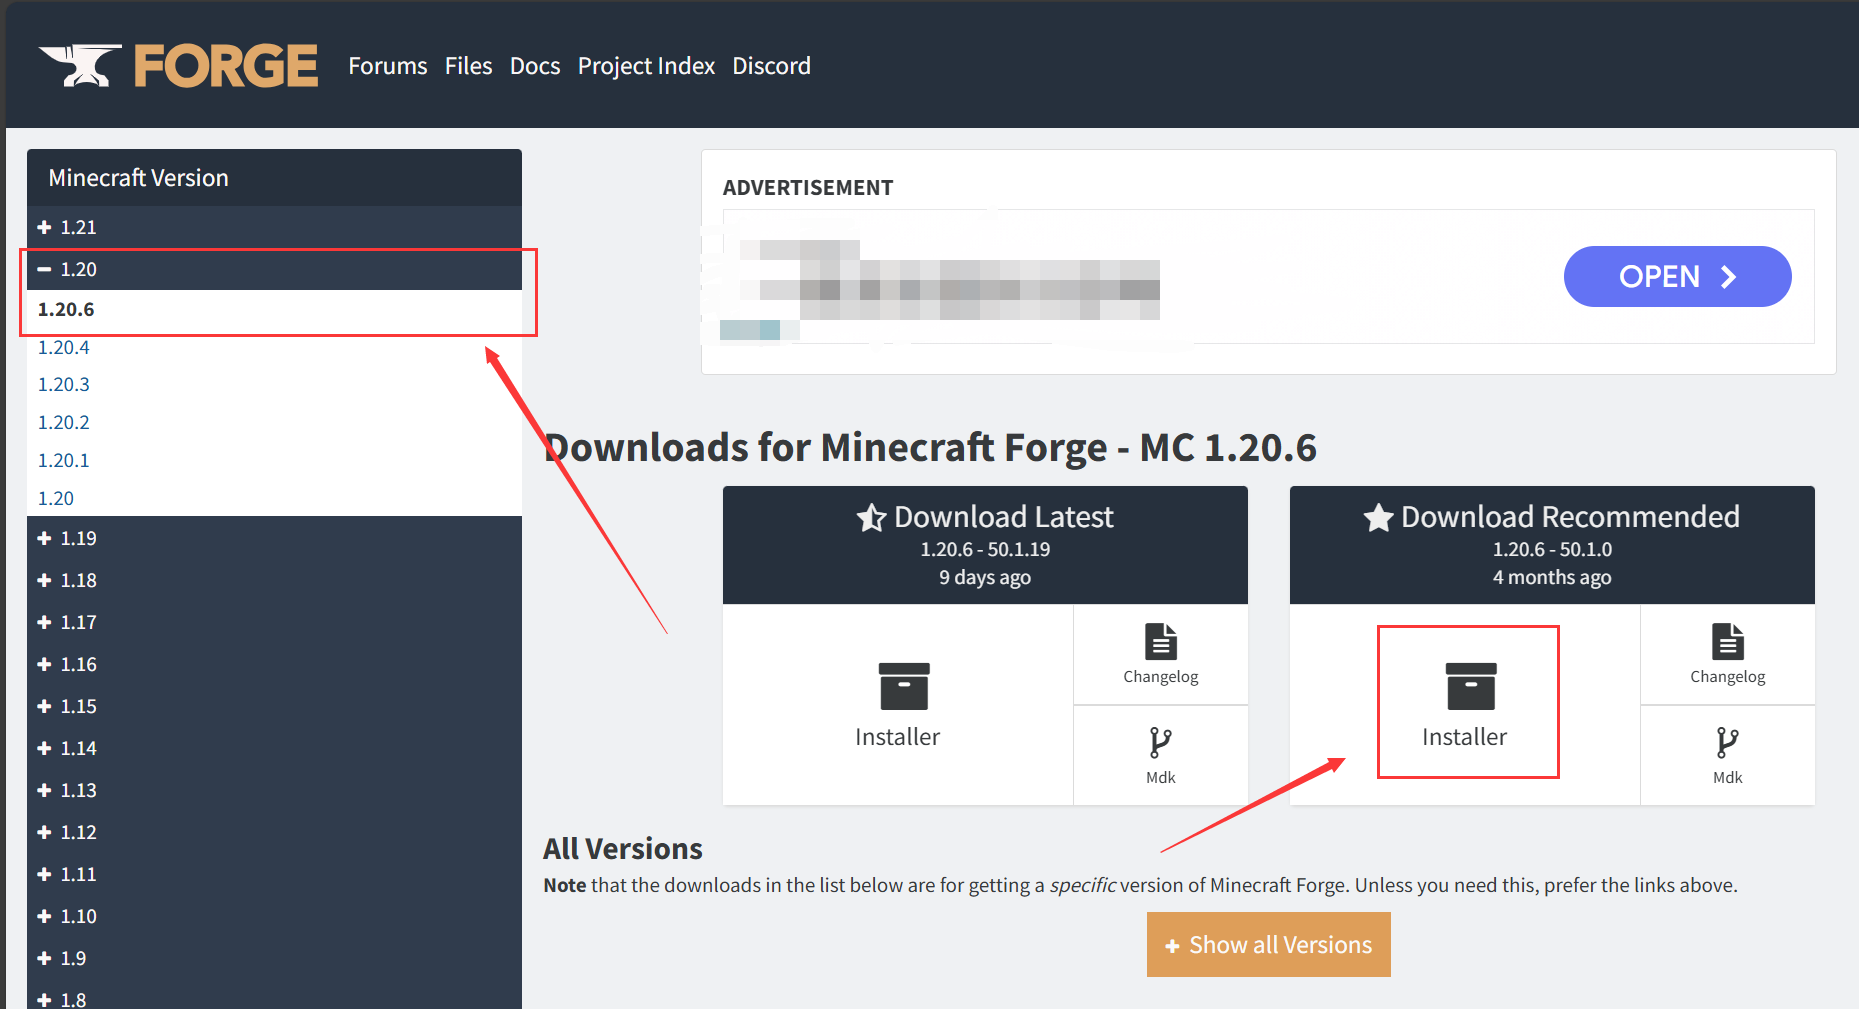 FORGE Forums Files Docs Project Index Discord
Minecraft Version
1.21
1.20
1.20.6
1.20.4
1.20.3
1.20.2
1.20.1
1.20
1.19
1.18
1.17
1.16
1.15
1.14
1.13
1.12
1.11
1.10
1.9
1.8
ADVERTISEMENT
OPEN
Downloads for Minecraft Forge - MC 1.20.6
Download Latest
1.20.6 - 50.1.19
9 days ago
Installer
Changelog
Mdk
Download Recommended
1.20.6 - 50.1.0
4 months ago
Installer
Changelog
Mdk
All Versions
Note that the downloads in the list below are for getting a specific version of Minecraft Forge. Unless you need this, prefer the links above.
Show all Versions